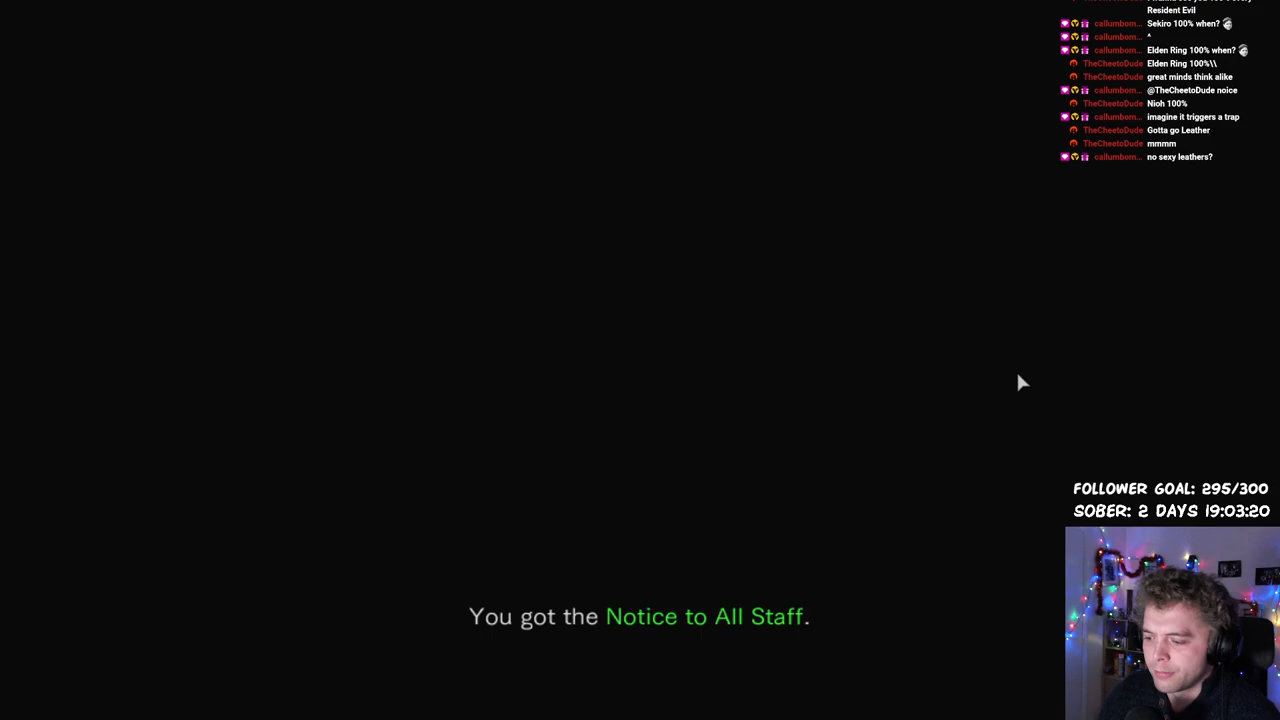 Resident Evil
callumbom... Sekiro 100% when?
callumbom... ^
callumbom... Elden Ring 100% when?
TheCheetoDude Elden Ring 100%\\
TheCheetoDude great minds think alike
callumbom... @TheCheetoDude noice
TheCheetoDude Nioh 100%
callumbom... imagine it triggers a trap
TheCheetoDude Gotta go Leather
TheCheetoDude mmmm
callumbom... no sexy leathers?
FOLLOWER GOAL: 295/300
SOBER: 2 DAYS 19:03:20
You got the Notice to All Staff.